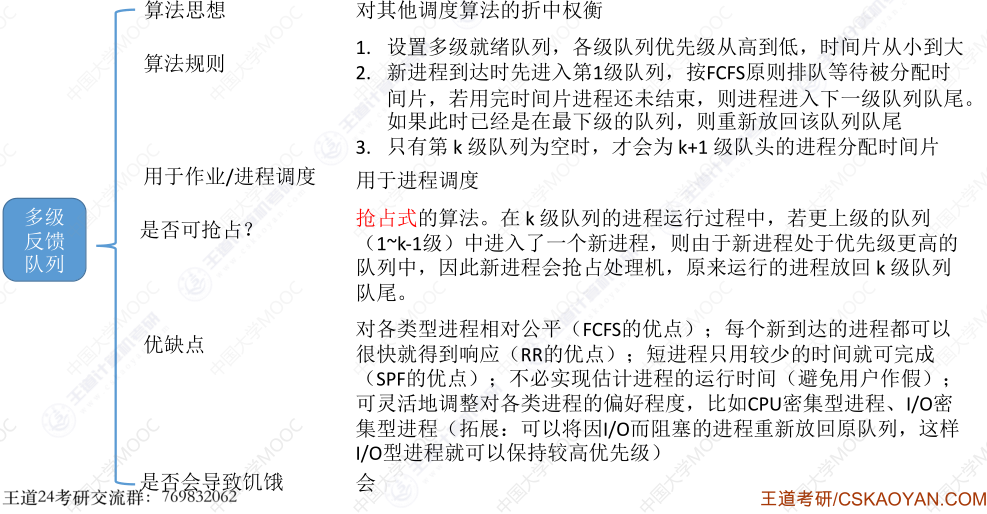 算法思想
对其他调度算法的折中权衡
算法规则
1. 设置多级就绪队列，各级队列优先级从高到低，时间片从小到大
2. 新进程到达时先进入第1级队列，按FCFS原则排队等待被分配时
间片，若用完时间片进程还未结束，则进程进入下一级队列队尾。
如果此时已经是在最下级的队列，则重新放回该队列队尾
3. 只有第 k 级队列为空时，才会为 k+1 级队头的进程分配时间片
用于作业/进程调度
用于进程调度
多级
反馈
队列
是否可抢占？
抢占式的算法。在 k 级队列的进程运行过程中，若更上级的队列
（1~k-1级）中进入了一个新进程，则由于新进程处于优先级更高的
队列中，因此新进程会抢占处理机，原来运行的进程放回 k 级队列
队尾。
优缺点
对各类型进程相对公平（FCFS的优点）；每个新到达的进程都可以
很快就得到响应（RR的优点）；短进程只用较少的时间就可完成
（SPF的优点）；不必实现估计进程的运行时间（避免用户作假）；
可灵活地调整对各类进程的偏好程度，比如CPU密集型进程、I/O密
集型进程（拓展：可以将因I/O而阻塞的进程重新放回原队列，这样
I/O型进程就可以保持较高优先级）
是否会导致饥饿
会
王道24考研交流群：769832062
王道考研/CSKAOYAN.COM
中国大学MOOC
王道计算机考研